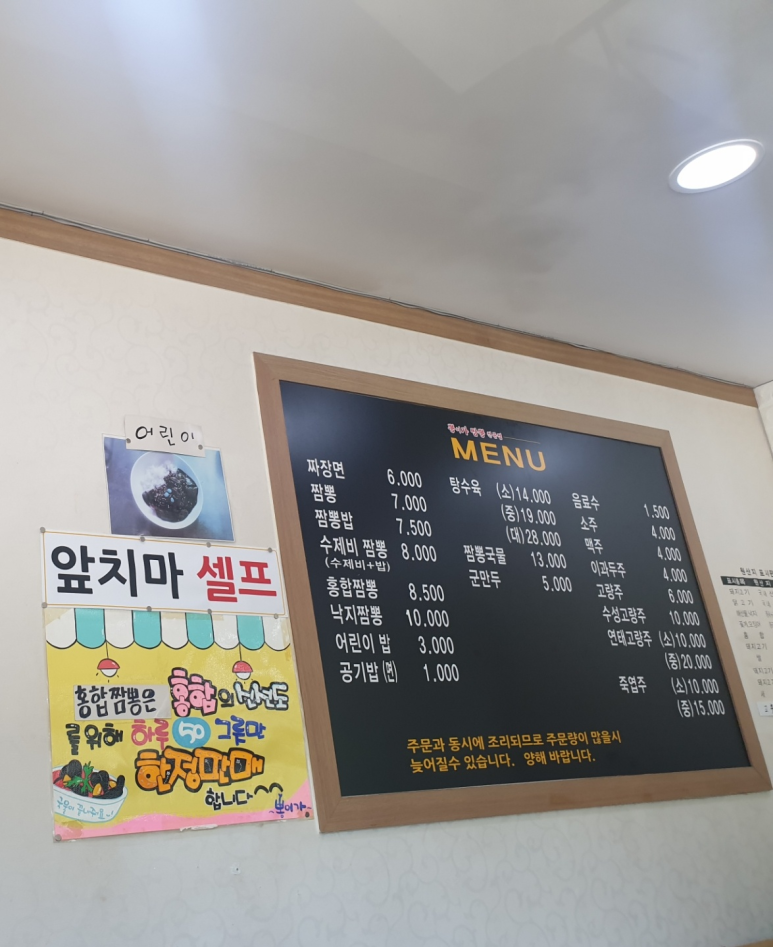 어린이
앞치마 셀프
홍합짬뽕은 홍합의 신선도
를 위해 하루 50 그릇만
한정판매
합니다^^
MENU
짜장면 6.000
짬뽕 7.000
짬뽕밥 7.500
수제비 짬뽕 8.000
(수제비+밥)
홍합짬뽕 8.500
낙지짬뽕 10.000
어린이 밥 3.000
공기밥 (면) 1.000
탕수육 (소)14.000
(중)19.000
(대)28.000
짬뽕국물 13.000
군만두 5.000
음료수 1.500
소주 4.000
맥주 4.000
이과두주 4.000
고량주 6.000
수성고량주 10.000
연태고량주 (소)10.000
(중)20.000
죽엽주 (소)10.000
(중)15.000
주문과 동시에 조리되므로 주문량이 많을시
늦어질수 있습니다. 양해 바랍니다.